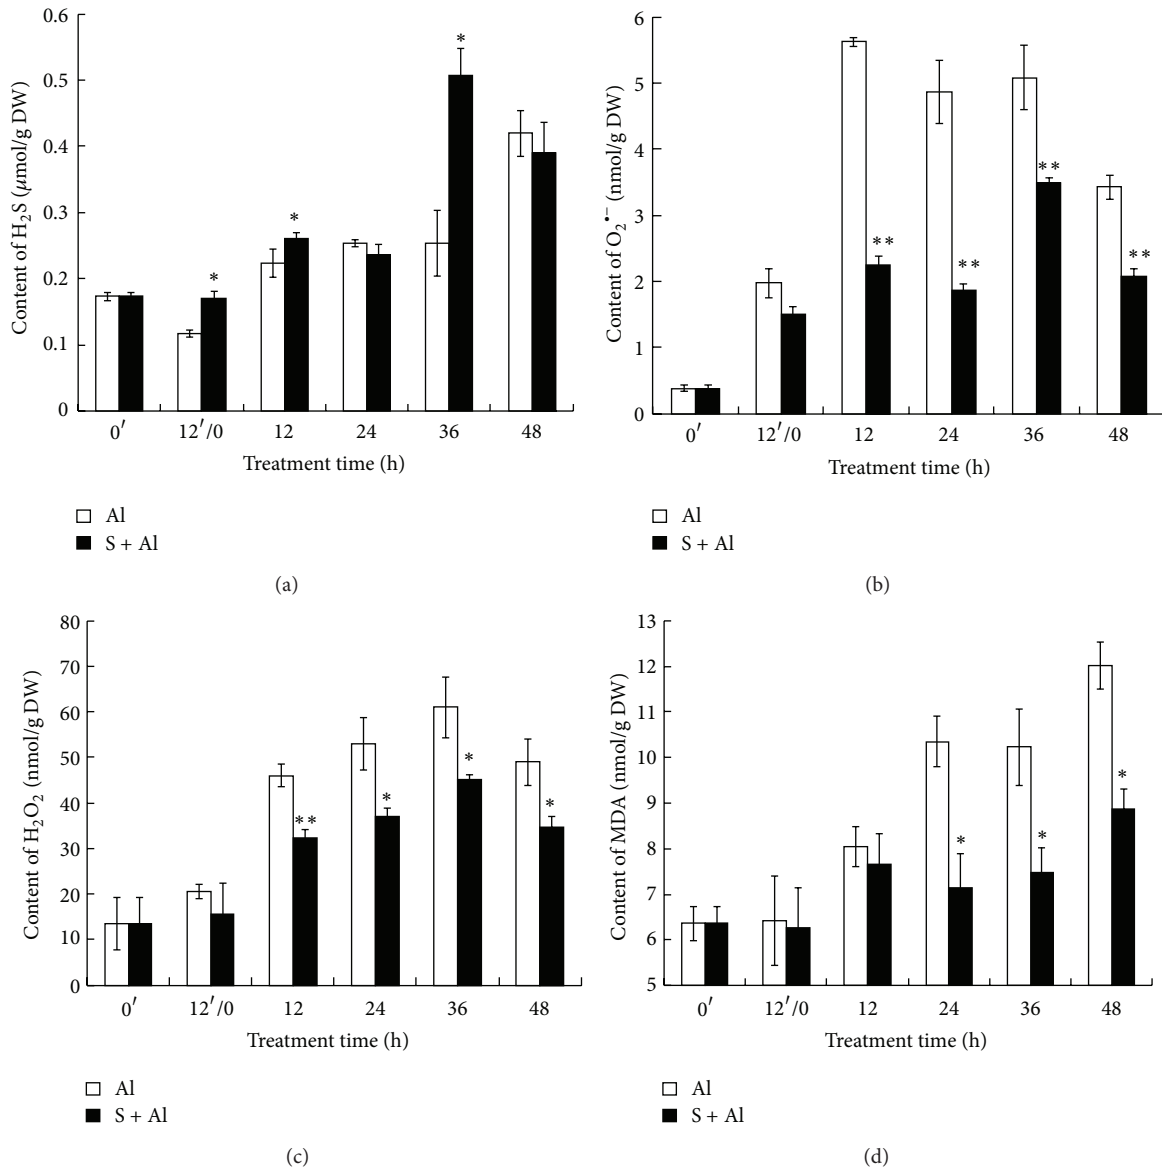 Content of H₂S (μmol/g DW)
0.6
0.5
0.4
0.3
0.2
0.1
0
*
*
*
0′ 12′/0 12 24 36 48
Treatment time (h)
Al
S + Al
(a)
Content of O₂•− (nmol/g DW)
6
5
4
3
2
1
0
**
**
**
**
0′ 12′/0 12 24 36 48
Treatment time (h)
Al
S + Al
(b)
Content of H₂O₂ (nmol/g DW)
80
70
60
50
40
30
20
10
0
**
*
*
*
0′ 12′/0 12 24 36 48
Treatment time (h)
Al
S + Al
(c)
Content of MDA (nmol/g DW)
13
12
11
10
9
8
7
6
5
*
*
*
0′ 12′/0 12 24 36 48
Treatment time (h)
Al
S + Al
(d)